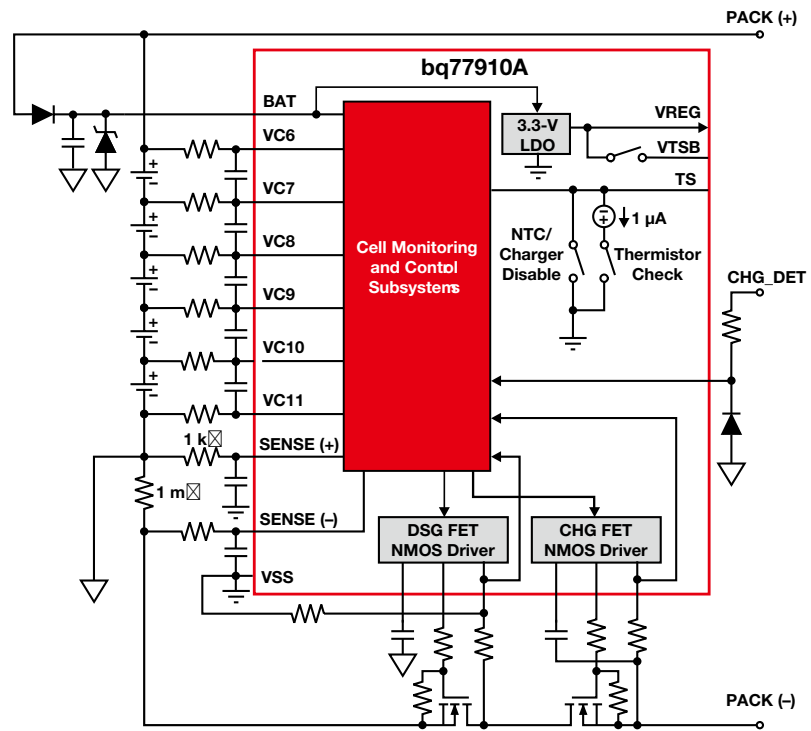 PACK (+)
bq77910A
BAT
VC6
VC7
VC8
VC9
VC10
VC11
SENSE (+)
1 k☒
1 m☒
SENSE (–)
VSS
Cell Monitoring
and Control
Subsystems
3.3-V
LDO
VREG
VTSB
TS
1 µA
NTC/
Charger
Disable
Thermistor
Check
CHG_DET
DSG FET
NMOS Driver
CHG FET
NMOS Driver
PACK (–)